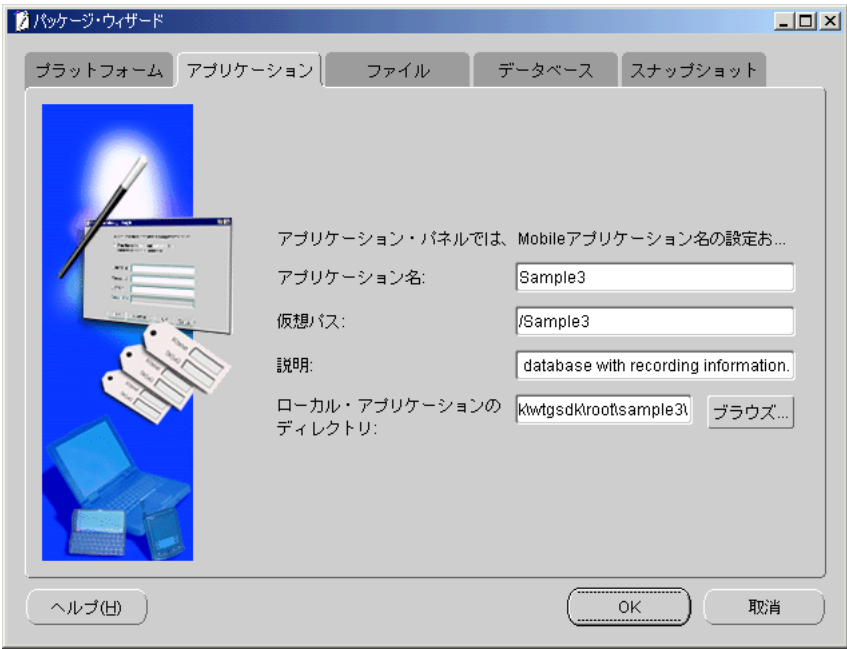 パッケージ・ウィザード
プラットフォーム アプリケーション ファイル データベース スナップショット
アプリケーション・パネルでは、Mobileアプリケーション名の設定お...
アプリケーション名: Sample3
仮想パス: /Sample3
説明: database with recording information.
ローカル・アプリケーションの k\wtgsdk\root\sample3\ ブラウズ...
ディレクトリ:
ヘルプ(H) OK 取消